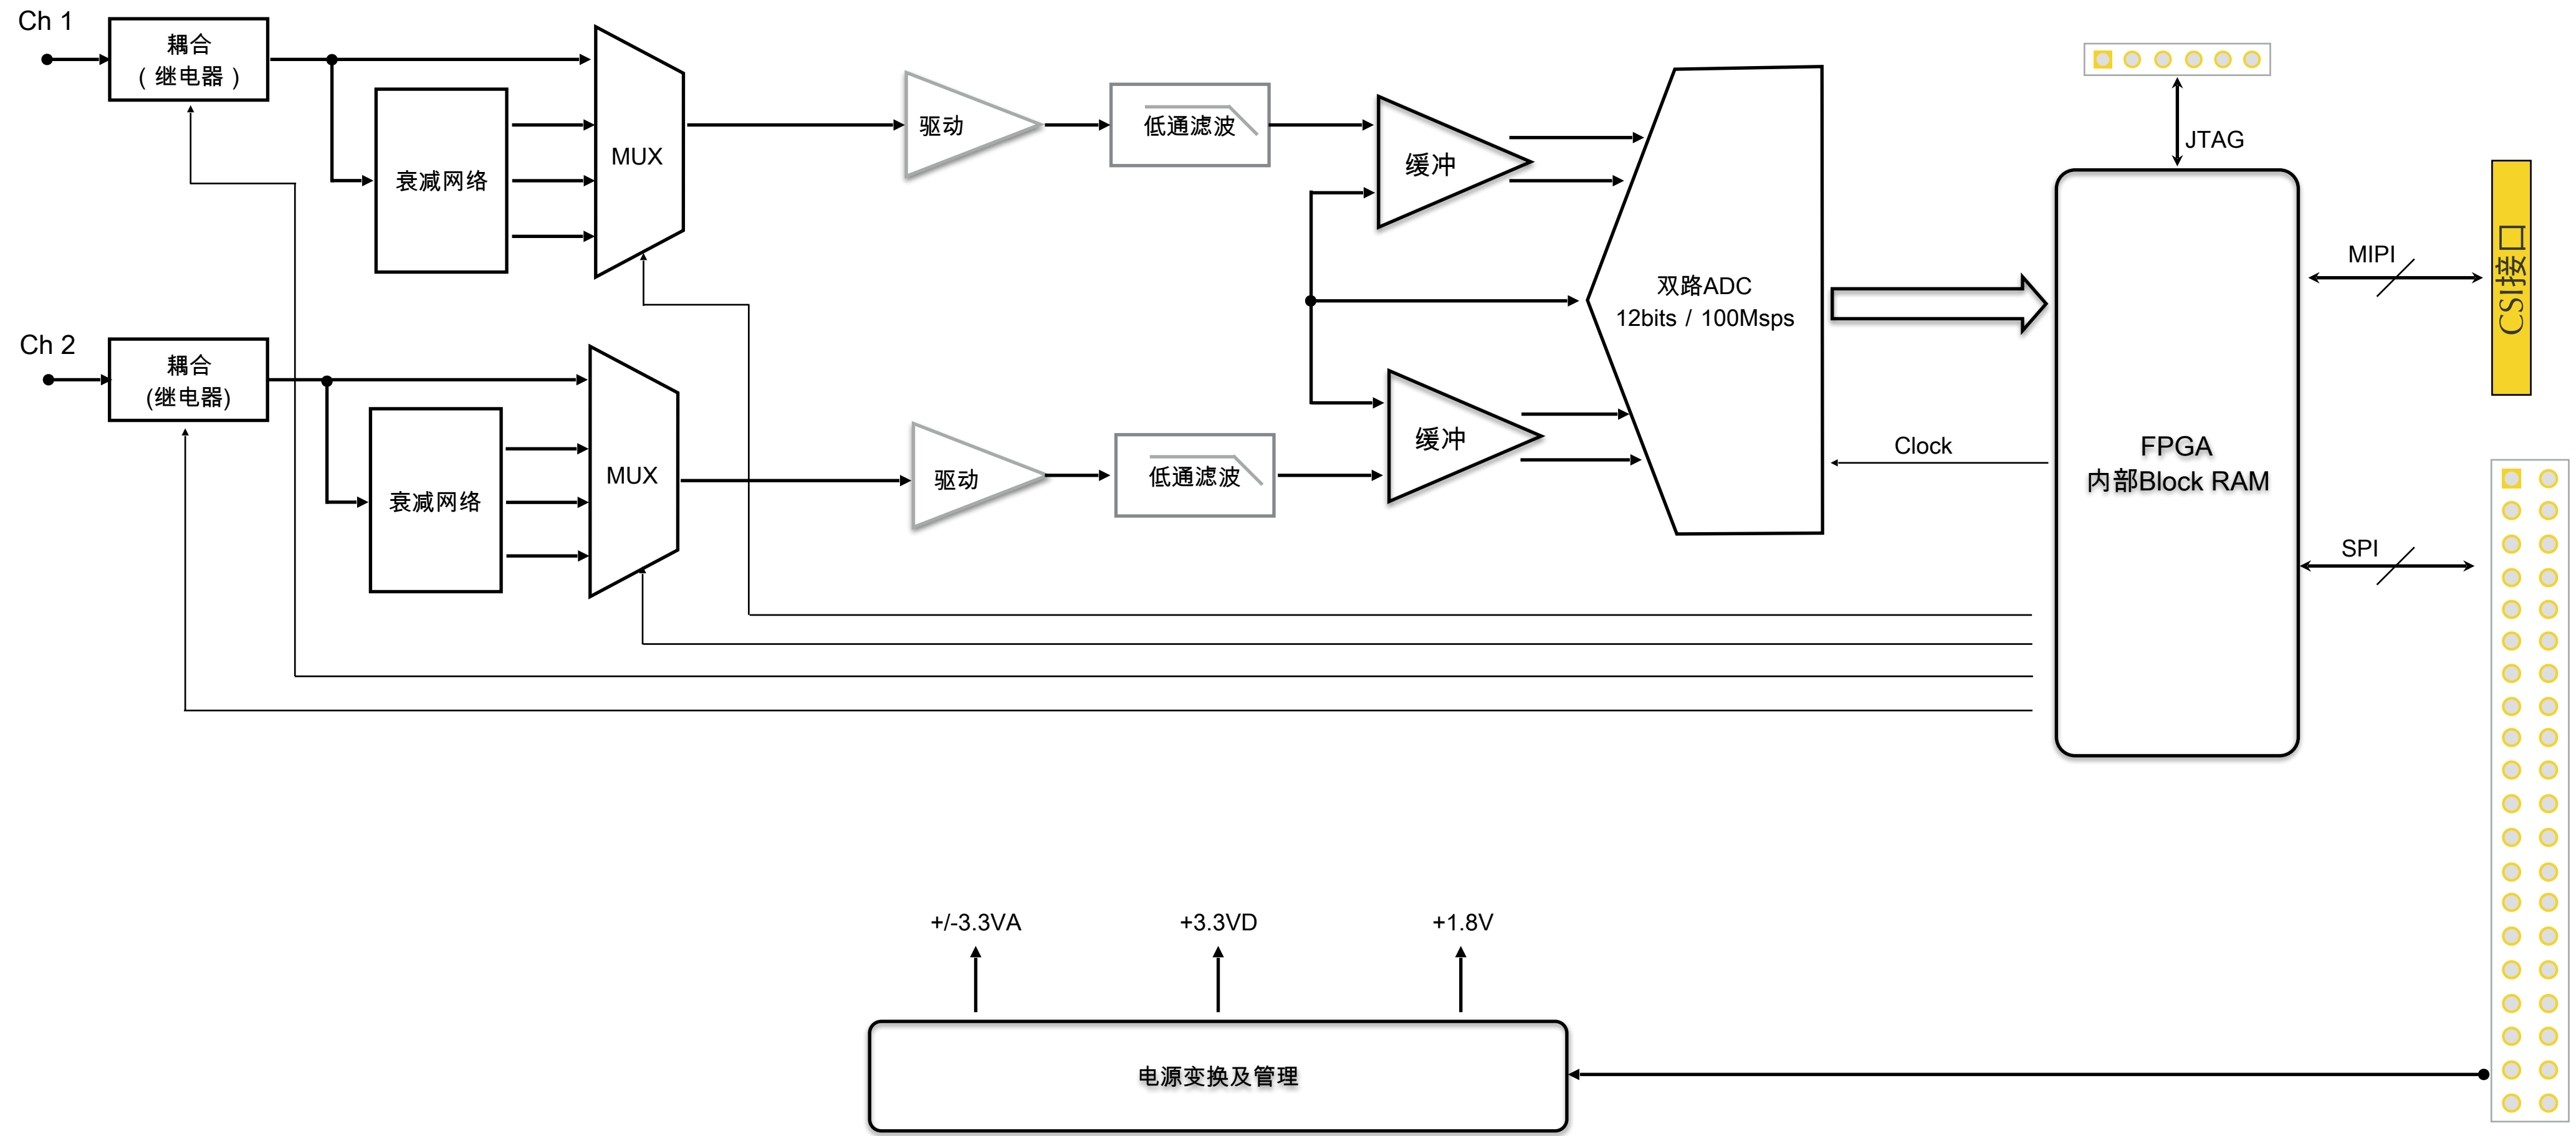 Ch 1
耦合
( 继电器 )
衰减网络
MUX
驱动
低通滤波
缓冲
双路ADC
12bits / 100Msps
JTAG
MIPI
CSI接口
Ch 2
耦合
(继电器)
衰减网络
MUX
驱动
低通滤波
缓冲
Clock
FPGA
内部Block RAM
SPI
+/-3.3VA
+3.3VD
+1.8V
电源变换及管理